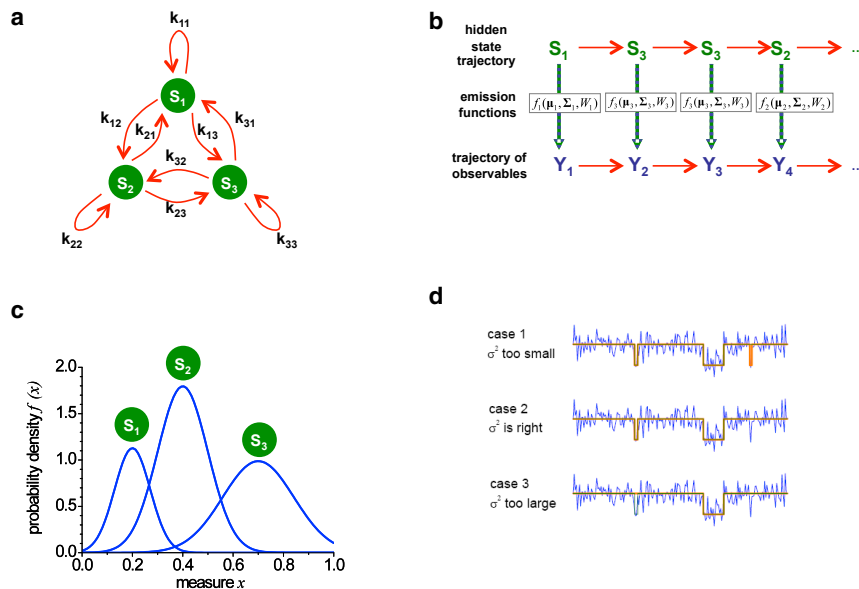 a
k11
S1
k12
k21
k13
k31
k32
S2
S3
k23
k22
k33
b
hidden
state
trajectory
S1 S3 S3 S2 ...
emission
functions
f1(μ1, Σ1, W1) f3(μ3, Σ3, W3) f3(μ3, Σ3, W3) f2(μ2, Σ2, W2)
trajectory of
observables
Y1 Y2 Y3 Y4 ...
c
probability density f (x)
2.0
1.5
1.0
0.5
0.0
S1
S2
S3
0.0 0.2 0.4 0.6 0.8 1.0
measure x
d
case 1
σ² too small
case 2
σ² is right
case 3
σ² too large